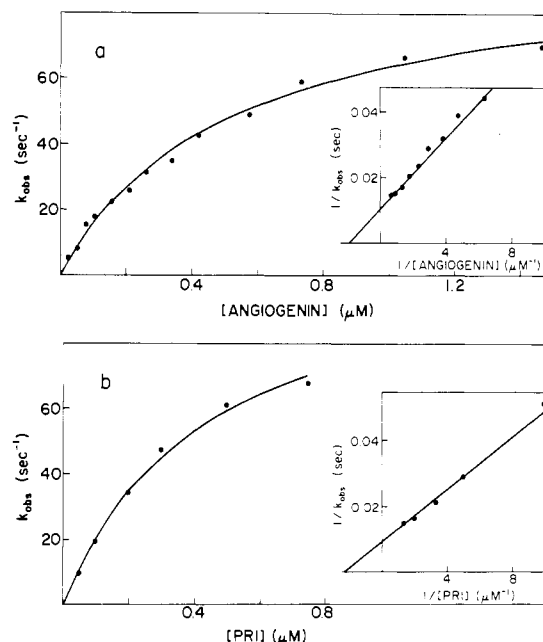 a
60
40
20
k_obs (sec⁻¹)
0.4
0.8
1.2
[ANGIOGENIN] (μM)
0.04
0.02
1/k_obs (sec)
4
8
1/[ANGIOGENIN] (μM⁻¹)
b
60
40
20
k_obs (sec⁻¹)
0.4
0.8
[PRI] (μM)
0.04
0.02
1/k_obs (sec)
4
8
1/[PRI] (μM⁻¹)